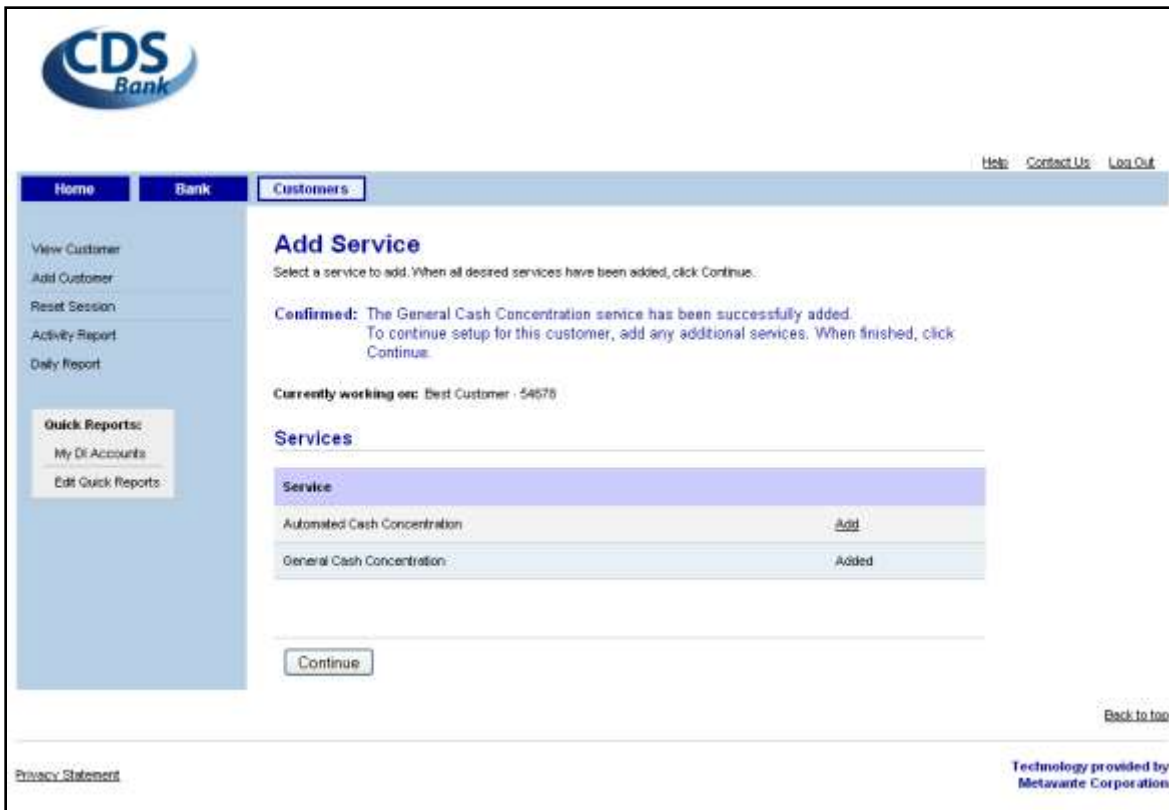 CDS
Bank
Help Contact Us Log Out
Home Bank Customers
View Customer
Add Customer
Reset Session
Activity Report
Daily Report
Quick Reports:
My DI Accounts
Edit Quick Reports
Add Service
Select a service to add. When all desired services have been added, click Continue.
Confirmed: The General Cash Concentration service has been successfully added.
To continue setup for this customer, add any additional services. When finished, click
Continue.
Currently working on: Best Customer - 54678
Services
Service
Automated Cash Concentration Add
General Cash Concentration Added
Continue
Back to top
Privacy Statement
Technology provided by
Metavante Corporation